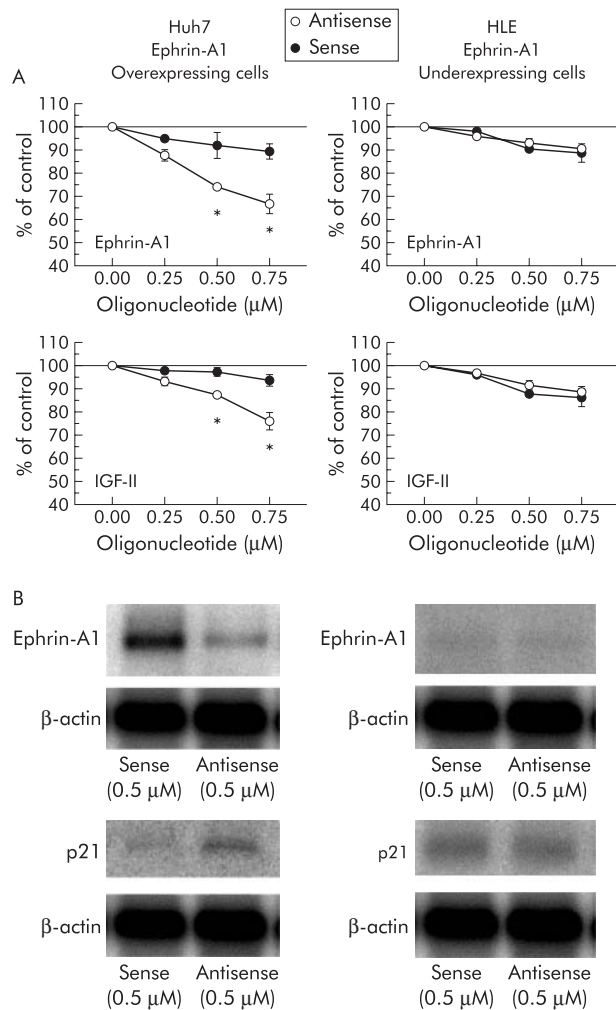 Huh7
Ephrin-A1
Overexpressing cells
Antisense
Sense
HLE
Ephrin-A1
Underexpressing cells
A
110
100
90
80
70
60
50
40
% of control
Ephrin-A1
0.00 0.25 0.50 0.75
Oligonucleotide (μM)
*
*
110
100
90
80
70
60
50
40
% of control
Ephrin-A1
0.00 0.25 0.50 0.75
Oligonucleotide (μM)
110
100
90
80
70
60
50
40
% of control
IGF-II
0.00 0.25 0.50 0.75
Oligonucleotide (μM)
*
*
110
100
90
80
70
60
50
40
% of control
IGF-II
0.00 0.25 0.50 0.75
Oligonucleotide (μM)
B
Ephrin-A1
Ephrin-A1
β-actin
β-actin
Sense Antisense
(0.5 μM) (0.5 μM)
Sense Antisense
(0.5 μM) (0.5 μM)
p21
p21
β-actin
β-actin
Sense Antisense
(0.5 μM) (0.5 μM)
Sense Antisense
(0.5 μM) (0.5 μM)